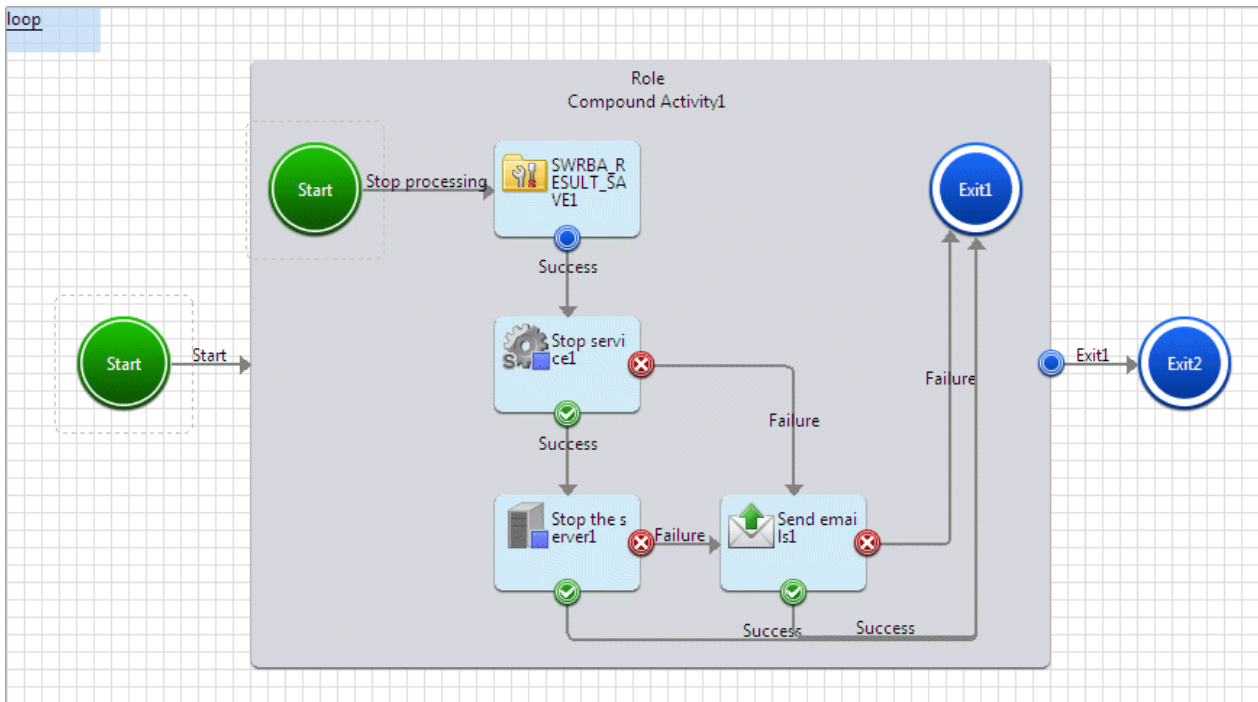 loop
Role
Compound Activity1
Start
Stop processing
SWRBA_R
ESULT_SA
VE1
Exit1
Success
Start
Start
Stop servi
ce1
Failure
Exit1
Exit2
Failure
Success
Stop the s
erver1
Failure
Send emai
ls1
Success
Success